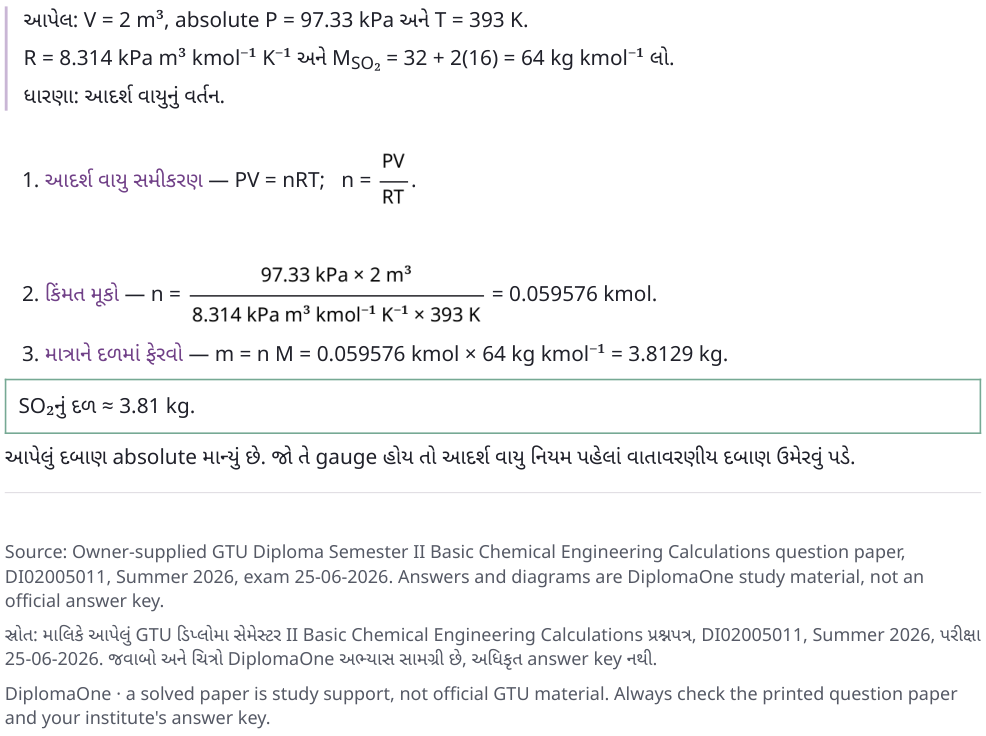 આપેલ: V = 2 m³, absolute P = 97.33 kPa અને T = 393 K.
R = 8.314 kPa m³ kmol⁻¹ K⁻¹ અને M_SO₂ = 32 + 2(16) = 64 kg kmol⁻¹ લો.
ધારણા: આદર્શ વાયુનું વર્તન.
1. આદર્શ વાયુ સમીકરણ — PV = nRT; n = PV / RT.
2. કિંમત મૂકો — n = 97.33 kPa × 2 m³ / 8.314 kPa m³ kmol⁻¹ K⁻¹ × 393 K = 0.059576 kmol.
3. માત્રાને દળમાં ફેરવો — m = n M = 0.059576 kmol × 64 kg kmol⁻¹ = 3.8129 kg.
SO₂નું દળ ≈ 3.81 kg.
આપેલું દબાણ absolute માન્યું છે. જો તે gauge હોય તો આદર્શ વાયુ નિયમ પહેલાં વાતાવરણીય દબાણ ઉમેરવું પડે.
Source: Owner-supplied GTU Diploma Semester II Basic Chemical Engineering Calculations question paper,
DI02005011, Summer 2026, exam 25-06-2026. Answers and diagrams are DiplomaOne study material, not an
official answer key.
સ્રોત: માલિકે આપેલું GTU ડિપ્લોમા સેમેસ્ટર II Basic Chemical Engineering Calculations પ્રશ્નપત્ર, DI02005011, Summer 2026, પરીક્ષા
25-06-2026. જવાબો અને ચિત્રો DiplomaOne અભ્યાસ સામગ્રી છે, અધિકૃત answer key નથી.
DiplomaOne · a solved paper is study support, not official GTU material. Always check the printed question paper
and your institute's answer key.